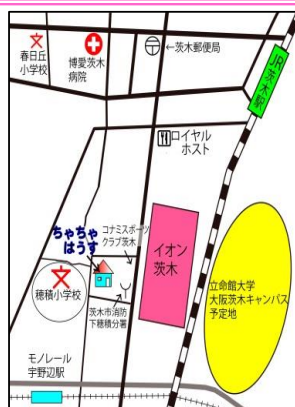 春日丘
小学校
博愛茨木
病院
←茨木郵便局
JR茨木駅
ロイヤル
ホスト
ちゃちゃ
はうす
コナミスポーツ
クラブ茨木
イオン
茨木
穂積小学校
茨木市消防
下穂積分署
立命館大学
大阪茨木キャンパス
予定地
モノレール
宇野辺駅